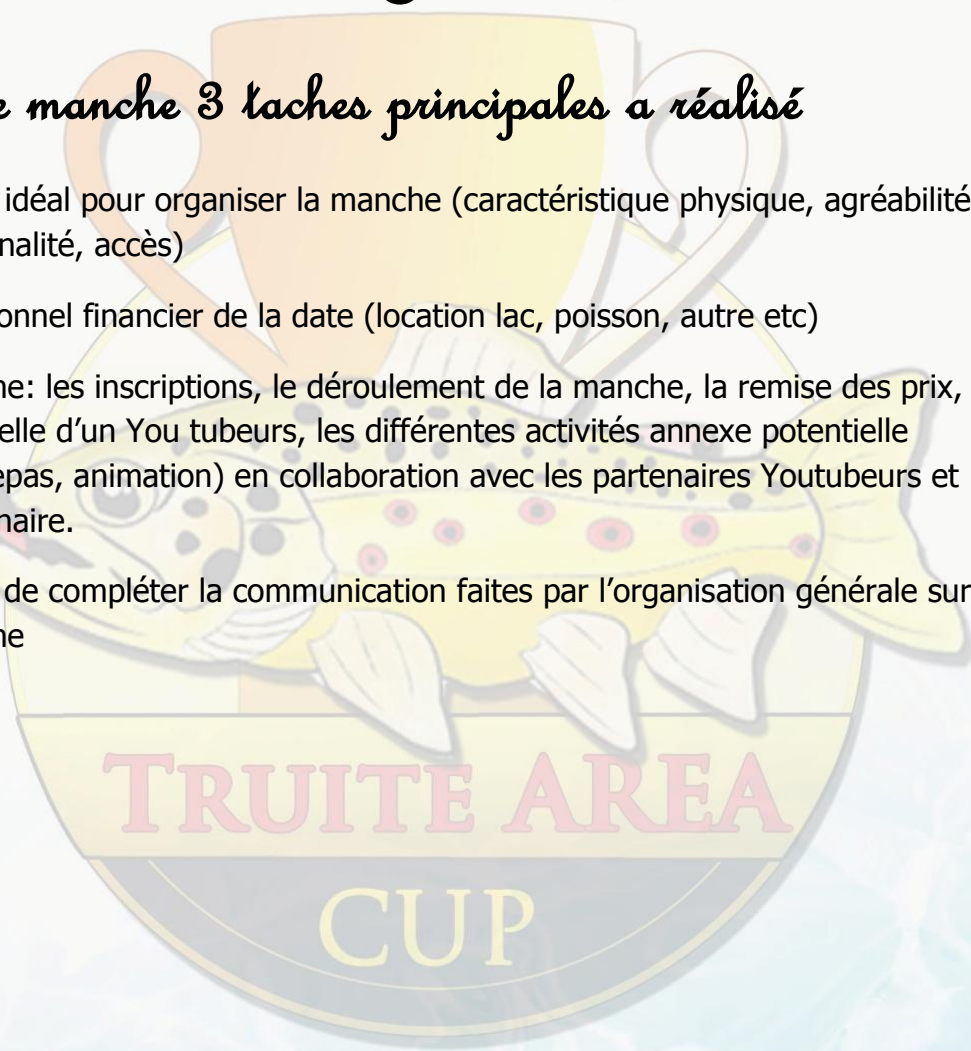 e manche 3 taches principales a réalisé
idéal pour organiser la manche (caractéristique physique, agréabilité
nalité, accès)
onnel financier de la date (location lac, poisson, autre etc)
ne: les inscriptions, le déroulement de la manche, la remise des prix,
elle d'un You tubeurs, les différentes activités annexe potentielle
epas, animation) en collaboration avec les partenaires Youtubeurs et
naire.
de compléter la communication faites par l'organisation générale sur
ne
TRUITE AREA
CUP